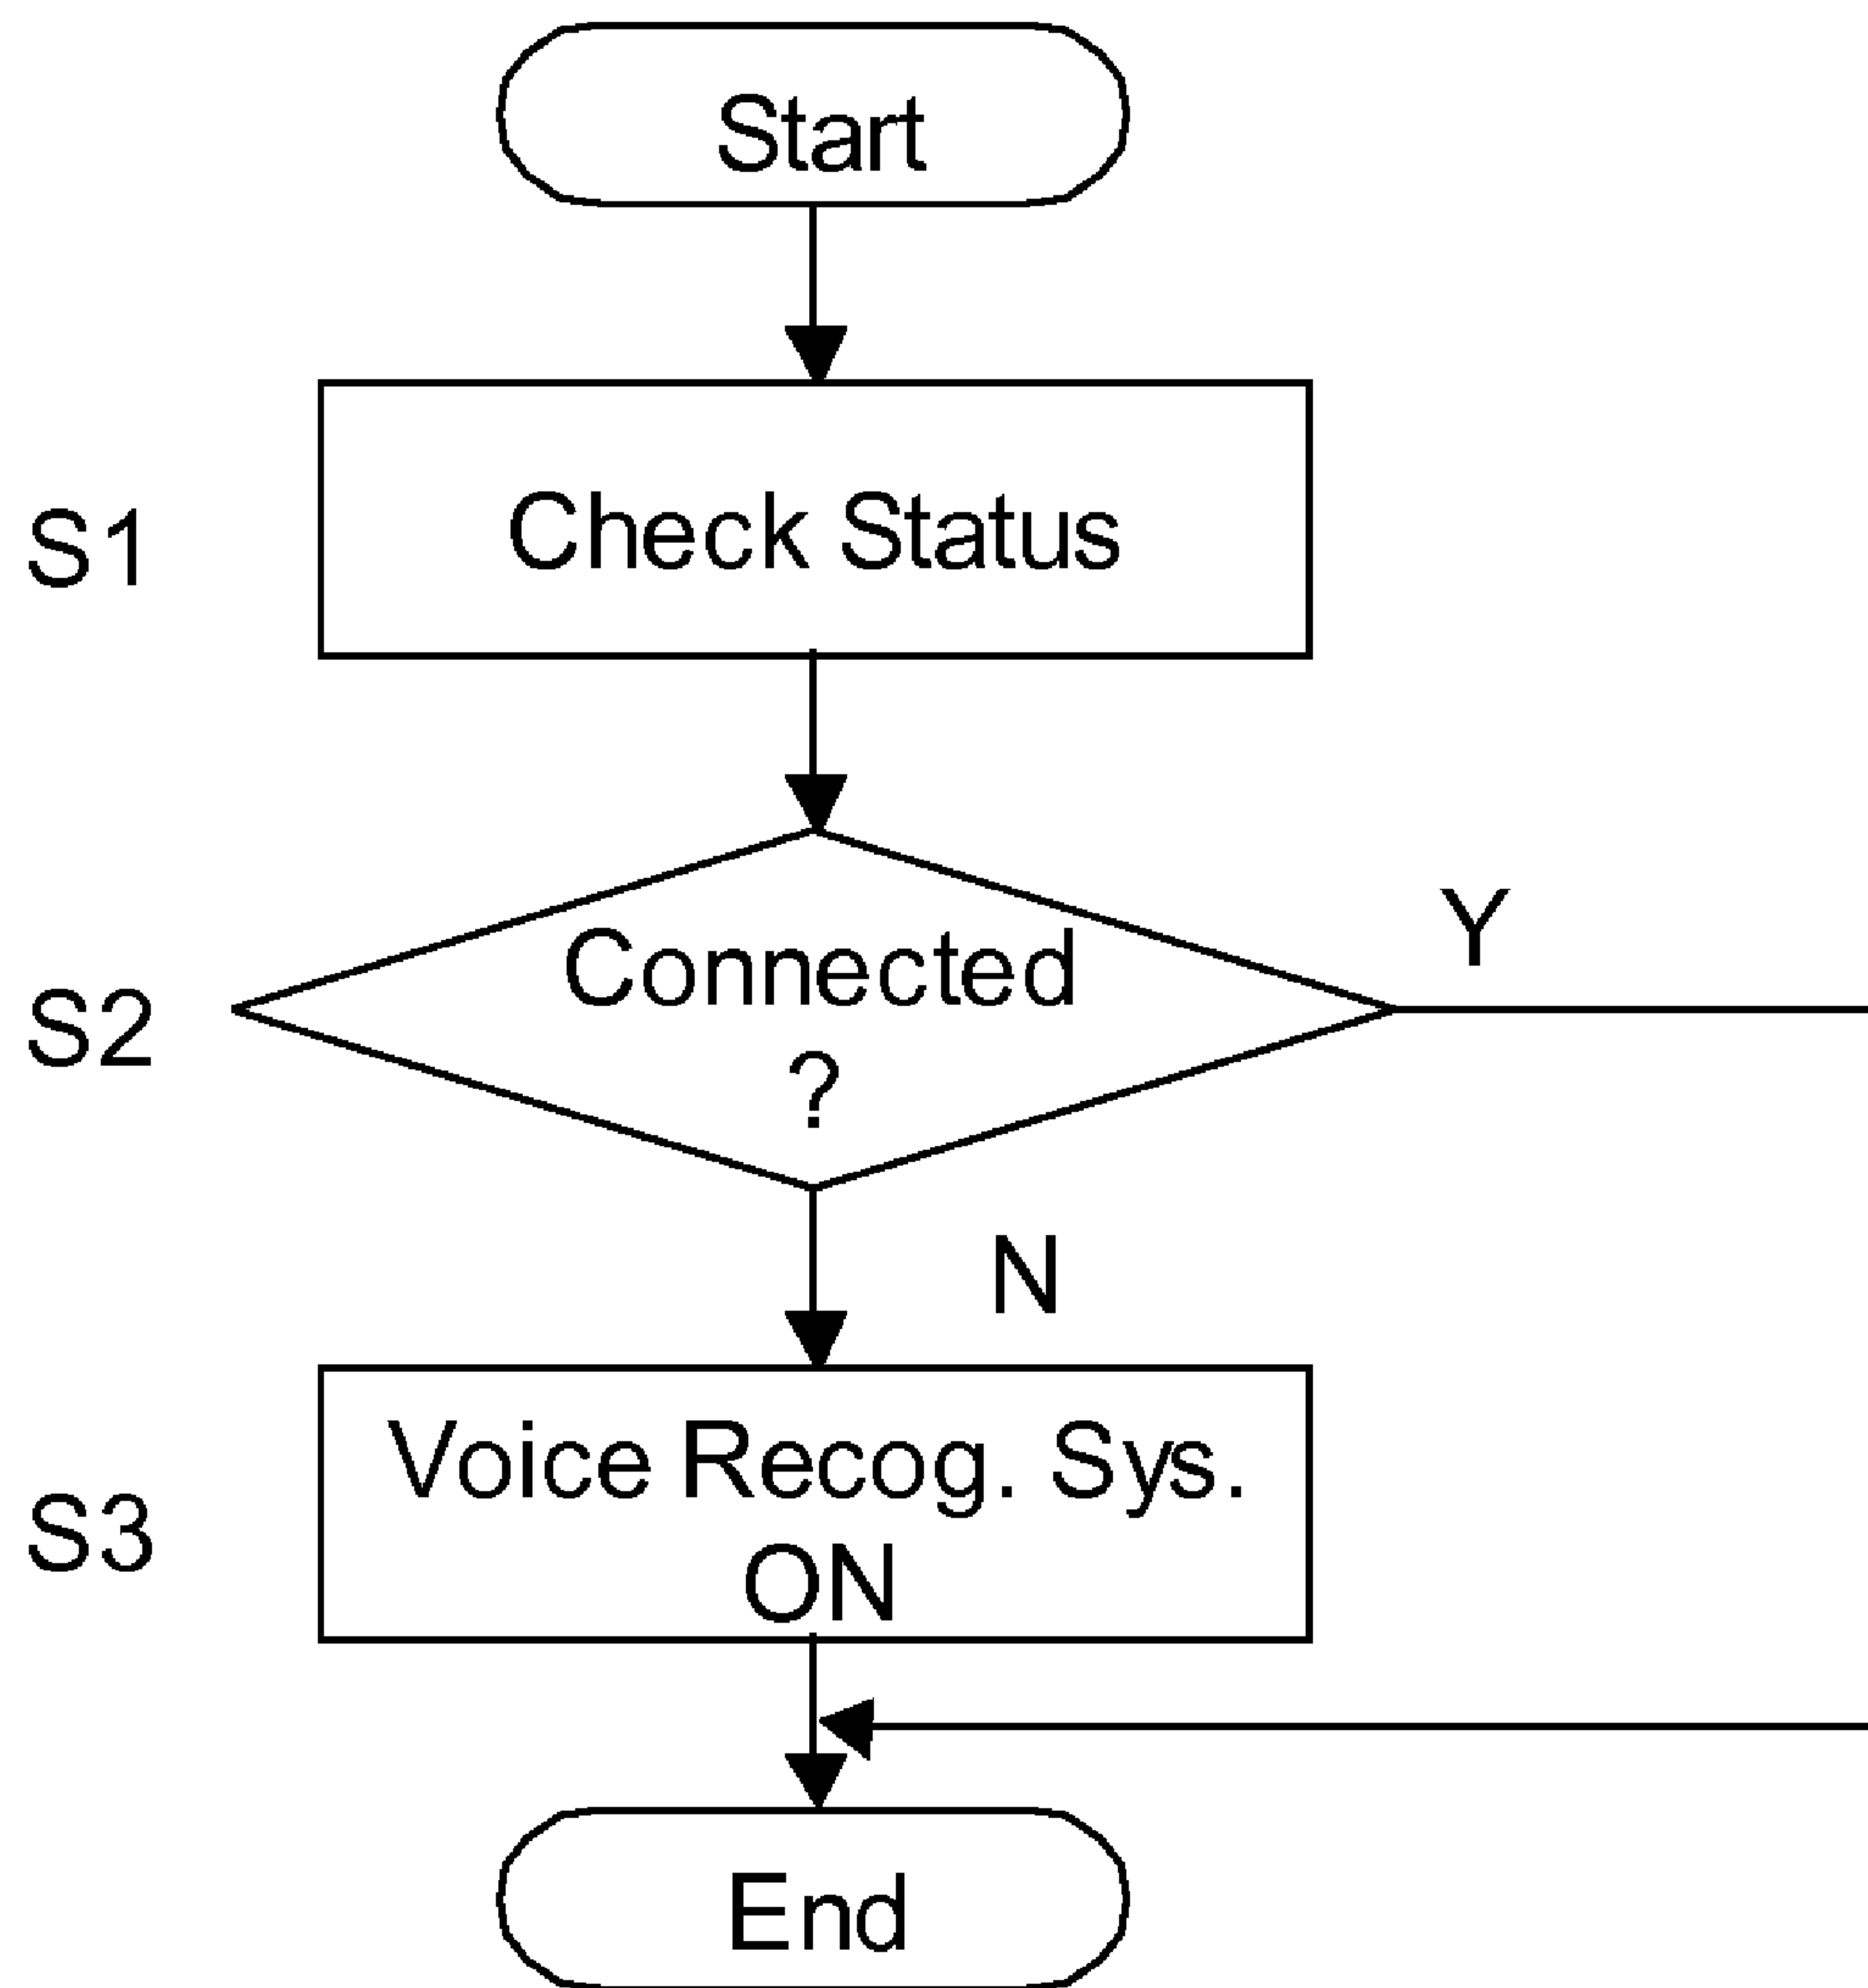 Start
S1
Check Status
Connected
?
Y
S2
N
Voice Recog. Sys.
ON
S3
End